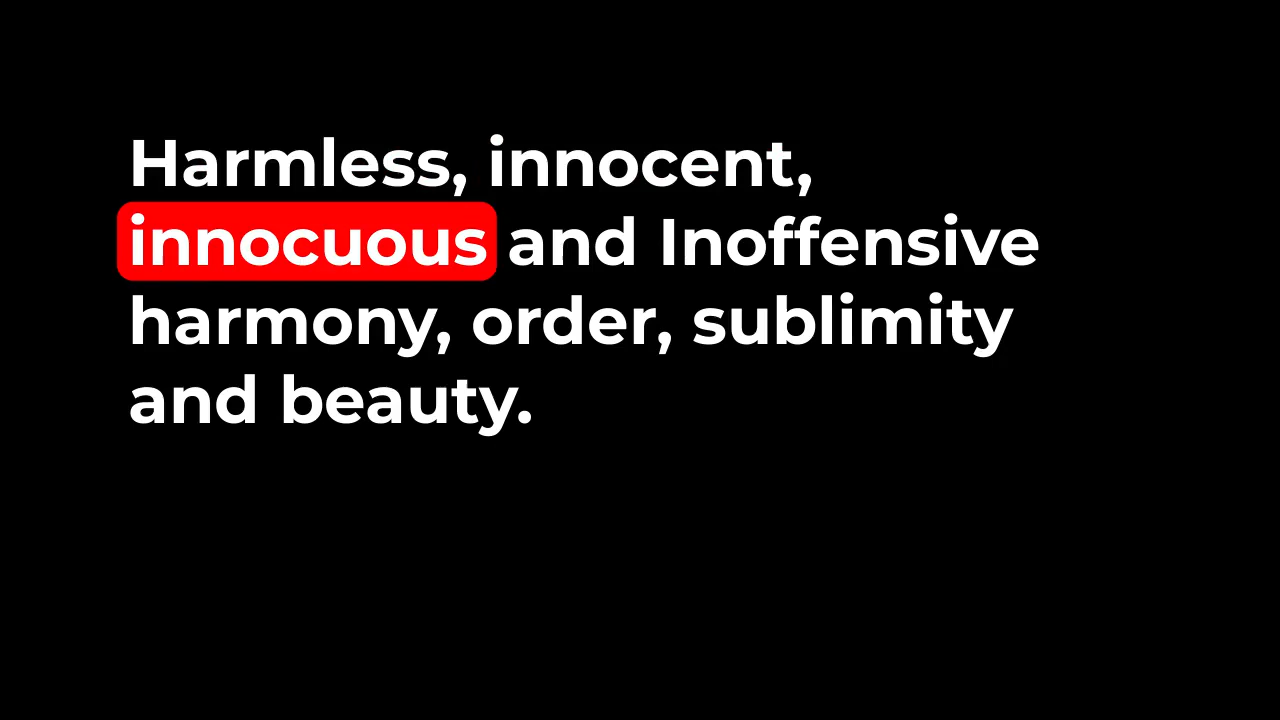 Harmless, innocent,
innocuous and Inoffensive
harmony, order, sublimity
and beauty.